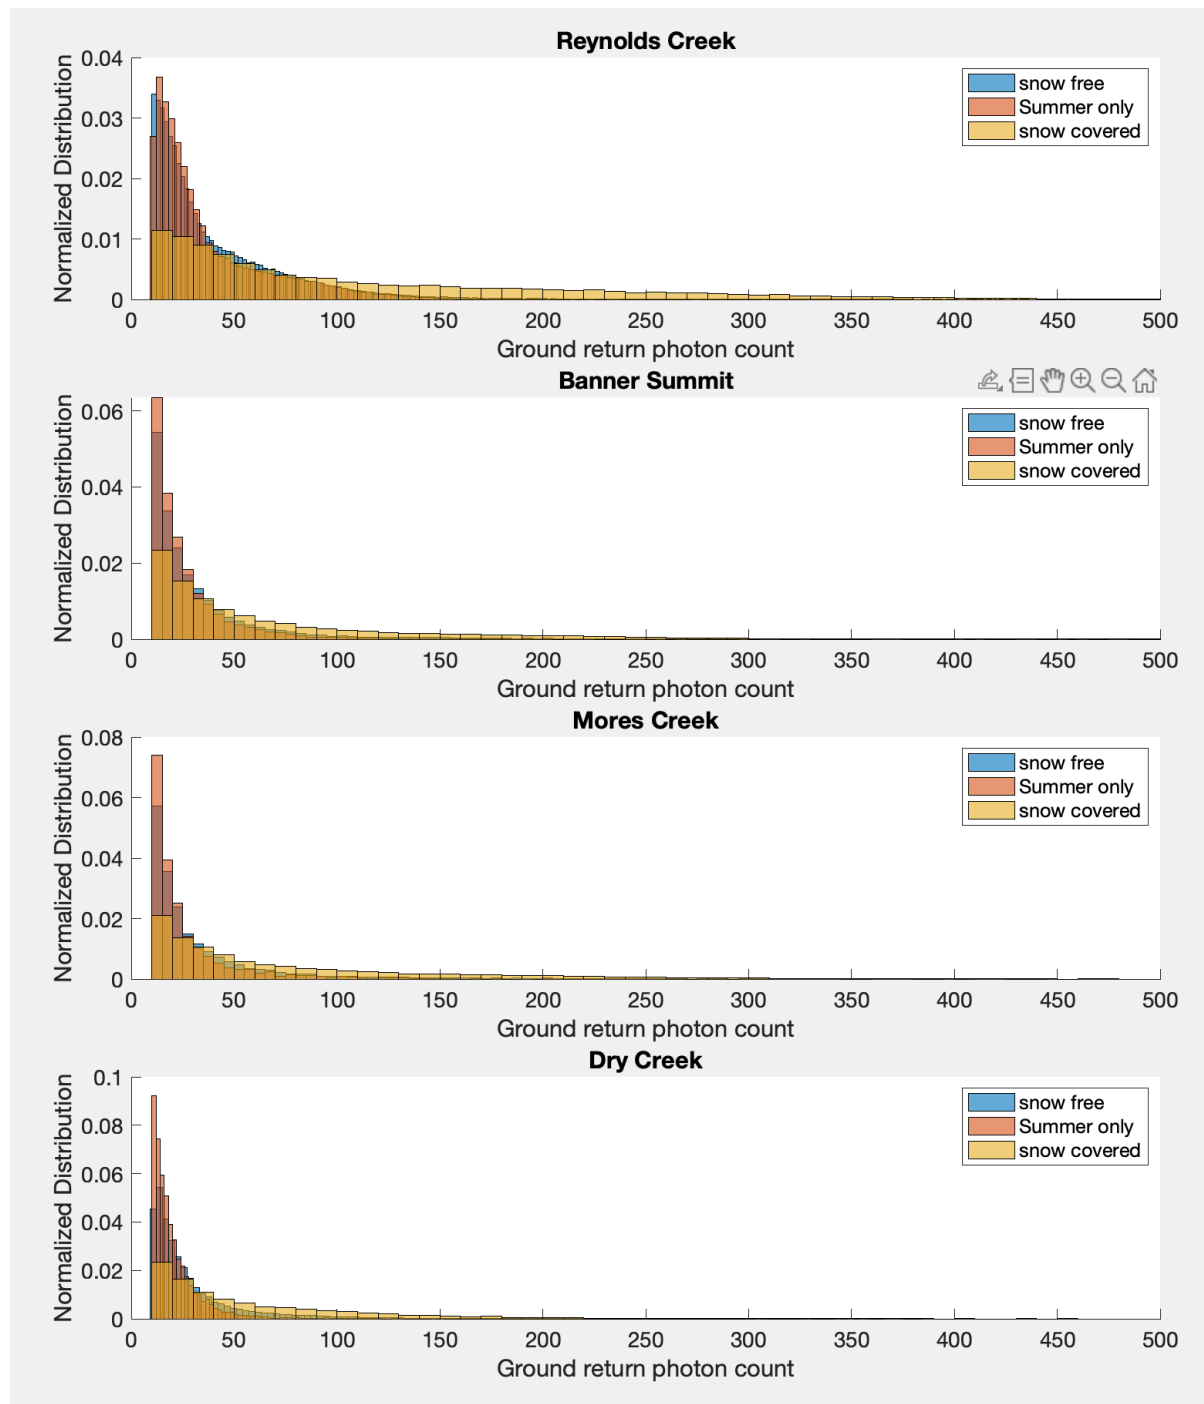 Reynolds Creek
Normalized Distribution
0.04
0.03
0.02
0.01
0
snow free
Summer only
snow covered
0 50 100 150 200 250 300 350 400 450 500
Ground return photon count
Banner Summit
Normalized Distribution
0.06
0.04
0.02
0
snow free
Summer only
snow covered
0 50 100 150 200 250 300 350 400 450 500
Ground return photon count
Mores Creek
Normalized Distribution
0.08
0.06
0.04
0.02
0
snow free
Summer only
snow covered
0 50 100 150 200 250 300 350 400 450 500
Ground return photon count
Dry Creek
Normalized Distribution
0.1
0.08
0.06
0.04
0.02
0
snow free
Summer only
snow covered
0 50 100 150 200 250 300 350 400 450 500
Ground return photon count